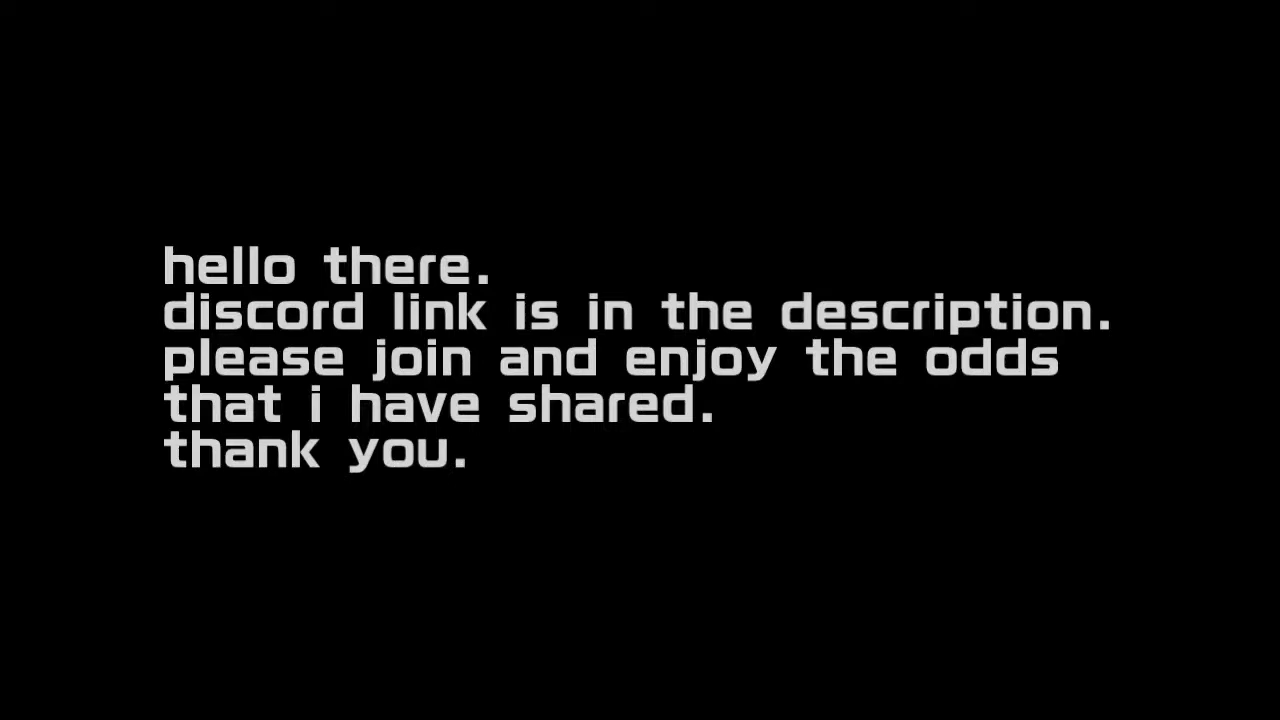 hello there.
discord link is in the description.
please join and enjoy the odds
that i have shared.
thank you.